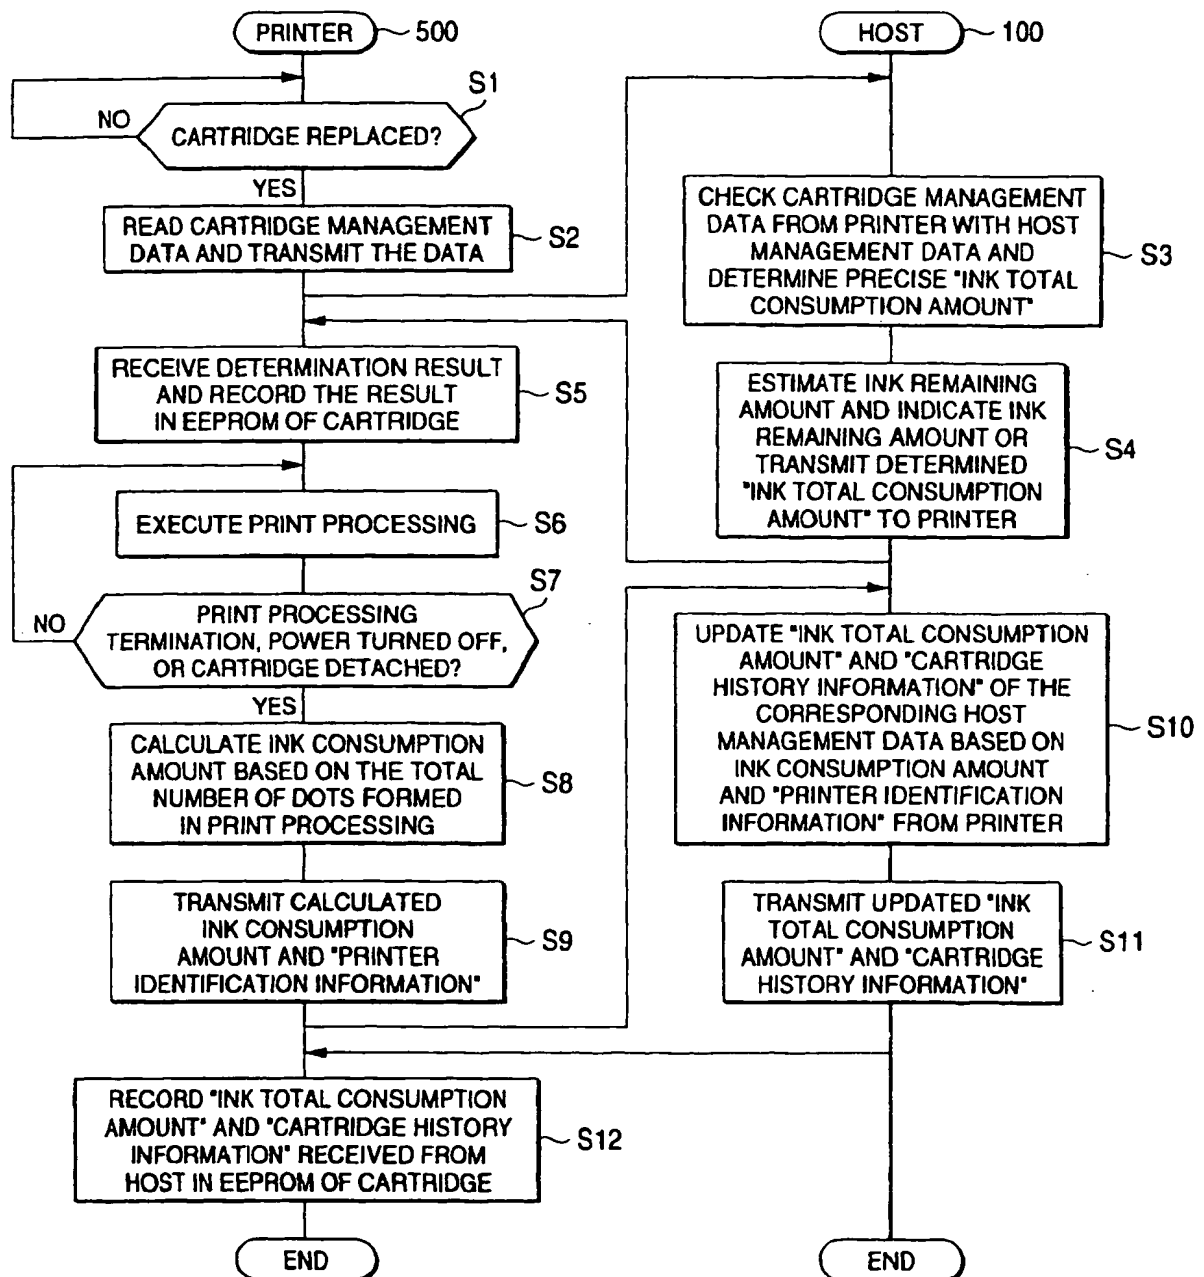 PRINTER
500
S1
NO
CARTRIDGE REPLACED?
YES
READ CARTRIDGE MANAGEMENT
DATA AND TRANSMIT THE DATA
S2
RECEIVE DETERMINATION RESULT
AND RECORD THE RESULT
IN EEPROM OF CARTRIDGE
S5
EXECUTE PRINT PROCESSING
S6
S7
NO
PRINT PROCESSING
TERMINATION, POWER TURNED OFF,
OR CARTRIDGE DETACHED?
YES
CALCULATE INK CONSUMPTION
AMOUNT BASED ON THE TOTAL
NUMBER OF DOTS FORMED
IN PRINT PROCESSING
S8
TRANSMIT CALCULATED
INK CONSUMPTION
AMOUNT AND "PRINTER
IDENTIFICATION INFORMATION"
S9
RECORD "INK TOTAL CONSUMPTION
AMOUNT" AND "CARTRIDGE HISTORY
INFORMATION" RECEIVED FROM
HOST IN EEPROM OF CARTRIDGE
S12
END
HOST
100
CHECK CARTRIDGE MANAGEMENT
DATA FROM PRINTER WITH HOST
MANAGEMENT DATA AND
DETERMINE PRECISE "INK TOTAL
CONSUMPTION AMOUNT"
S3
ESTIMATE INK REMAINING
AMOUNT AND INDICATE INK
REMAINING AMOUNT OR
TRANSMIT DETERMINED
"INK TOTAL CONSUMPTION
AMOUNT" TO PRINTER
S4
UPDATE "INK TOTAL CONSUMPTION
AMOUNT" AND "CARTRIDGE
HISTORY INFORMATION" OF THE
CORRESPONDING HOST
MANAGEMENT DATA BASED ON
INK CONSUMPTION AMOUNT
AND "PRINTER IDENTIFICATION
INFORMATION" FROM PRINTER
S10
TRANSMIT UPDATED "INK
TOTAL CONSUMPTION
AMOUNT" AND "CARTRIDGE
HISTORY INFORMATION"
S11
END